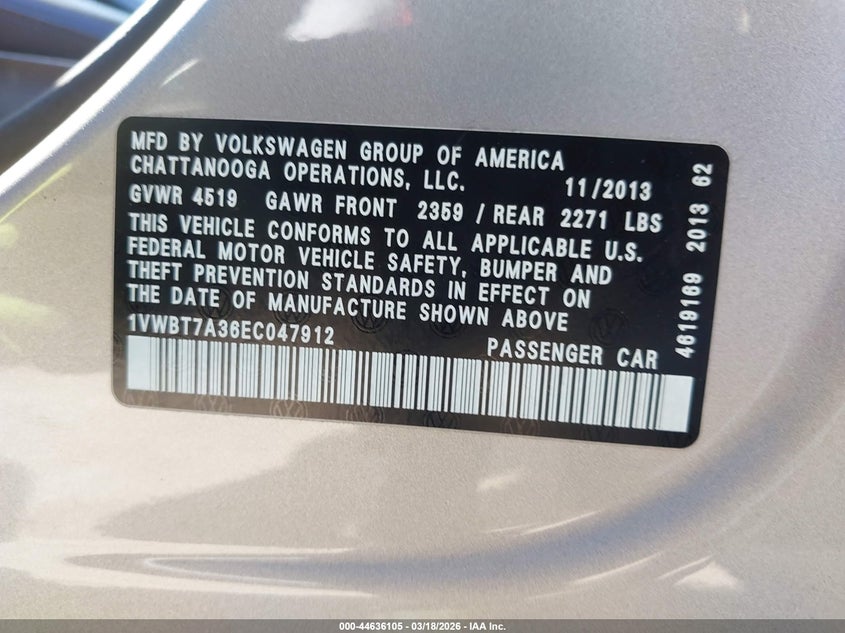 MFD BY VOLKSWAGEN GROUP OF AMERICA
CHATTANOOGA OPERATIONS, LLC. 11/2013
GVWR 4519 GAWR FRONT 2359 / REAR 2271 LBS
THIS VEHICLE CONFORMS TO ALL APPLICABLE U.S.
FEDERAL MOTOR VEHICLE SAFETY, BUMPER AND
THEFT PREVENTION STANDARDS IN EFFECT ON
THE DATE OF MANUFACTURE SHOWN ABOVE
1VWBT7A36EC047912 PASSENGER CAR
4619169 2013 62
000-44636105 — 03/18/2026 — IAA Inc.